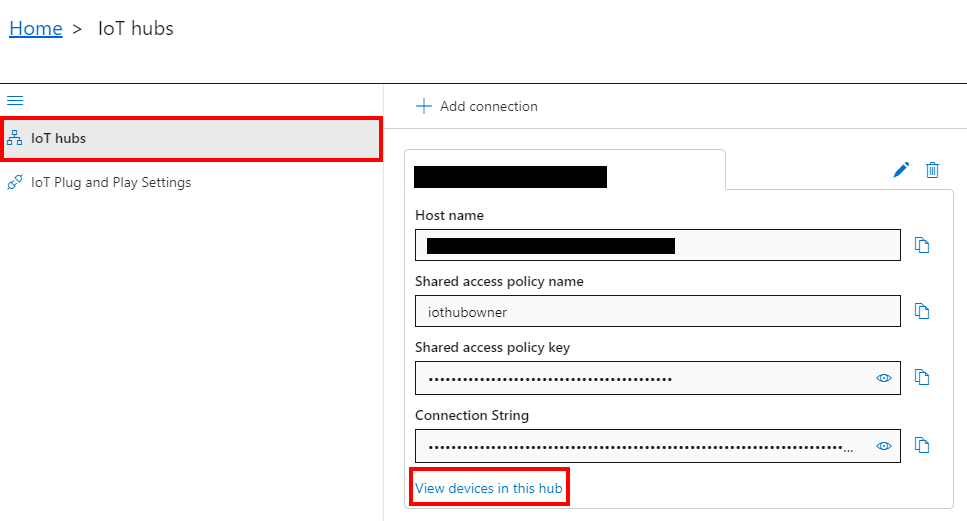 Home > IoT hubs
IoT hubs
IoT Plug and Play Settings
Add connection
Host name
Shared access policy name
iothubowner
Shared access policy key
••••••••••••••••••••••••••••••••••••••••••••
Connection String
•••••••••••••••••••••••••••••••••••••••••••••••••••••••••••••••••••••••••••...
View devices in this hub